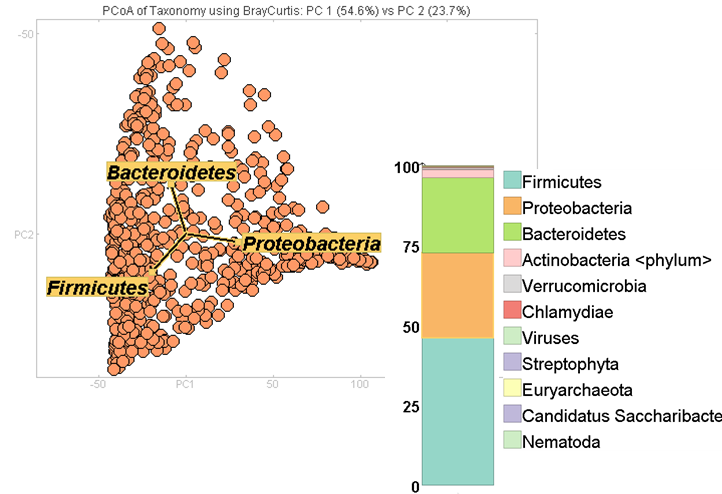 PCoA of Taxonomy using BrayCurtis: PC 1 (54.6%) vs PC 2 (23.7%)
-50
Bacteroidetes
PC2
Proteobacteria
Firmicutes
-50
PC1
50
100
100
75
50
25
0
Firmicutes
Proteobacteria
Bacteroidetes
Actinobacteria <phylum>
Verrucomicrobia
Chlamydiae
Viruses
Streptophyta
Euryarchaeota
Candidatus Saccharibacte
Nematoda